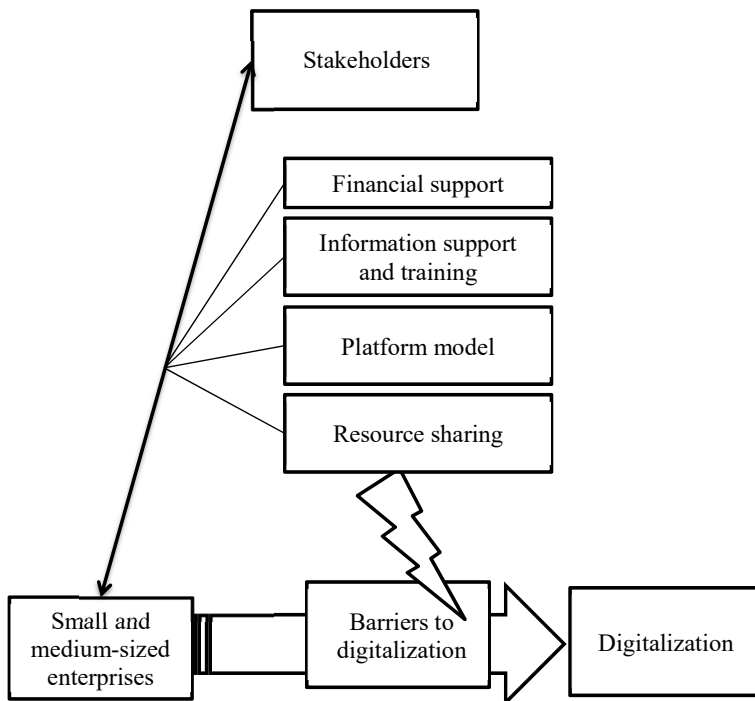 Stakeholders
Financial support
Information support
and training
Platform model
Resource sharing
Small and
medium-sized
enterprises
Barriers to
digitalization
Digitalization